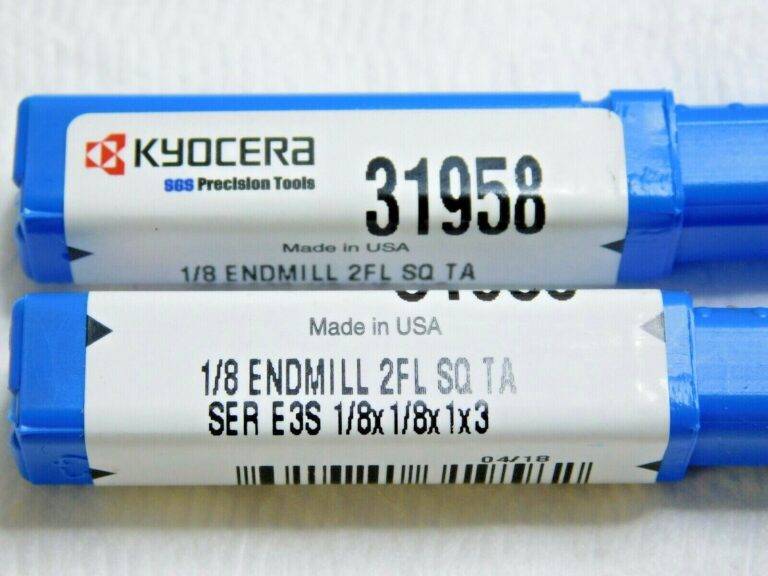 KYOCERA
SGS Precision Tools
31958
Made in USA
1/8 ENDMILL 2FL SQ TA
Made in USA
1/8 ENDMILL 2FL SQ TA
SER E3S 1/8x1/8x1x3
04/18